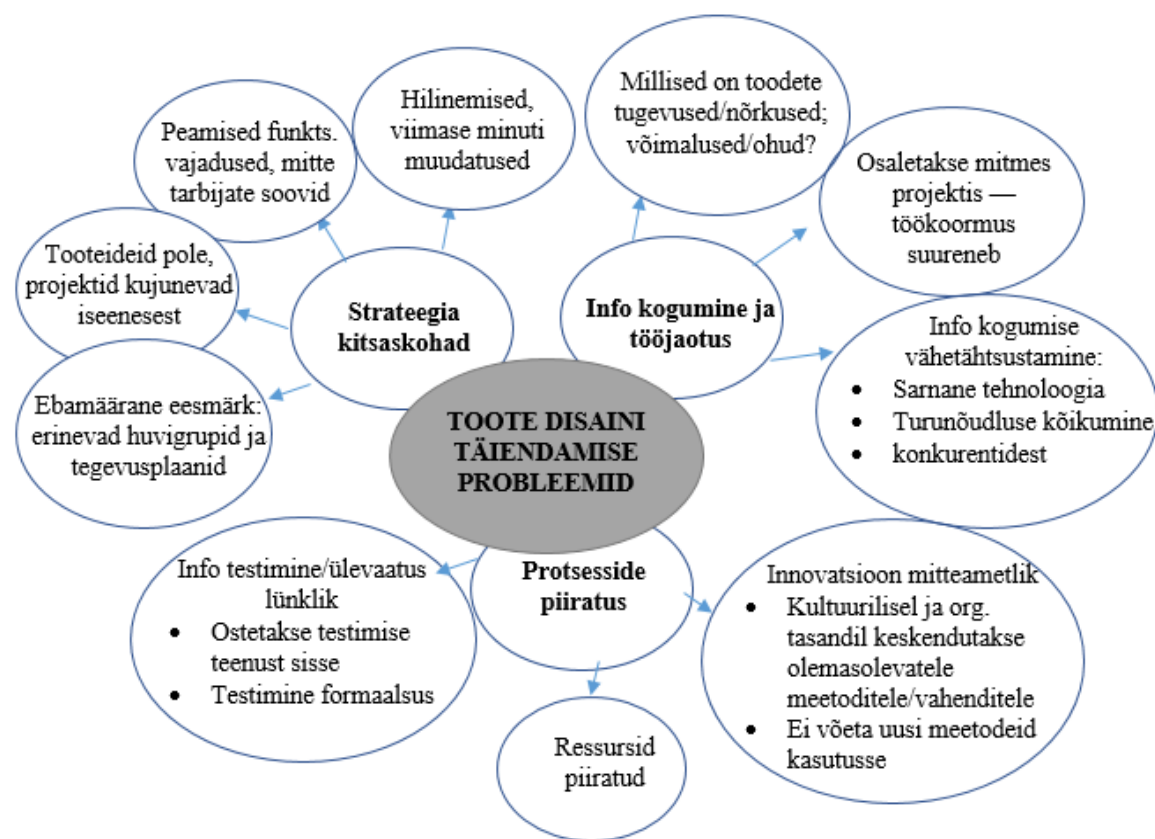 Hilinemised,
viimase minuti
muudatused
Millised on toodete
tugevused/nõrkused;
võimalused/ohud?
Peamised funkts.
vajadused, mitte
tarbijate soovid
Osaletakse mitmes
projektis —
töökoormus
suureneb
Tooteideid pole,
projektid kujunevad
iseenesest
Strateegia
kitsaskohad
Info kogumine ja
tööjaotus
Info kogumise
vähetähtsustamine:
• Sarnane tehnoloogia
• Turunõudluse kõikumine
• konkurentidest
Ebamäärane eesmärk:
erinevad huvigrupid ja
tegevusplaanid
TOOTE DISAINI
TÄIENDAMISE
PROBLEEMID
Info testimine/ülevaatus
lünklik
• Ostetakse testimise
teenust sisse
• Testimine formaalsus
Protsesside
piiratus
Innovatsioon mitteametlik
• Kultuurilisel ja org.
tasandil keskendutakse
olemasolevatele
meetoditele/vahenditele
• Ei võeta uusi meetodeid
kasutusse
Ressursid
piiratud